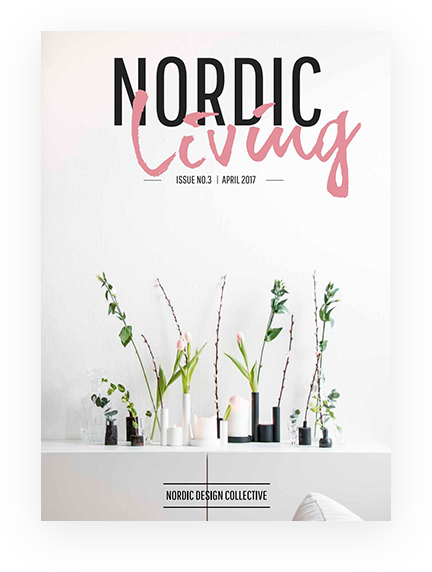 NORDIC
Living
ISSUE NO.3 | APRIL 2017
NORDIC DESIGN COLLECTIVE